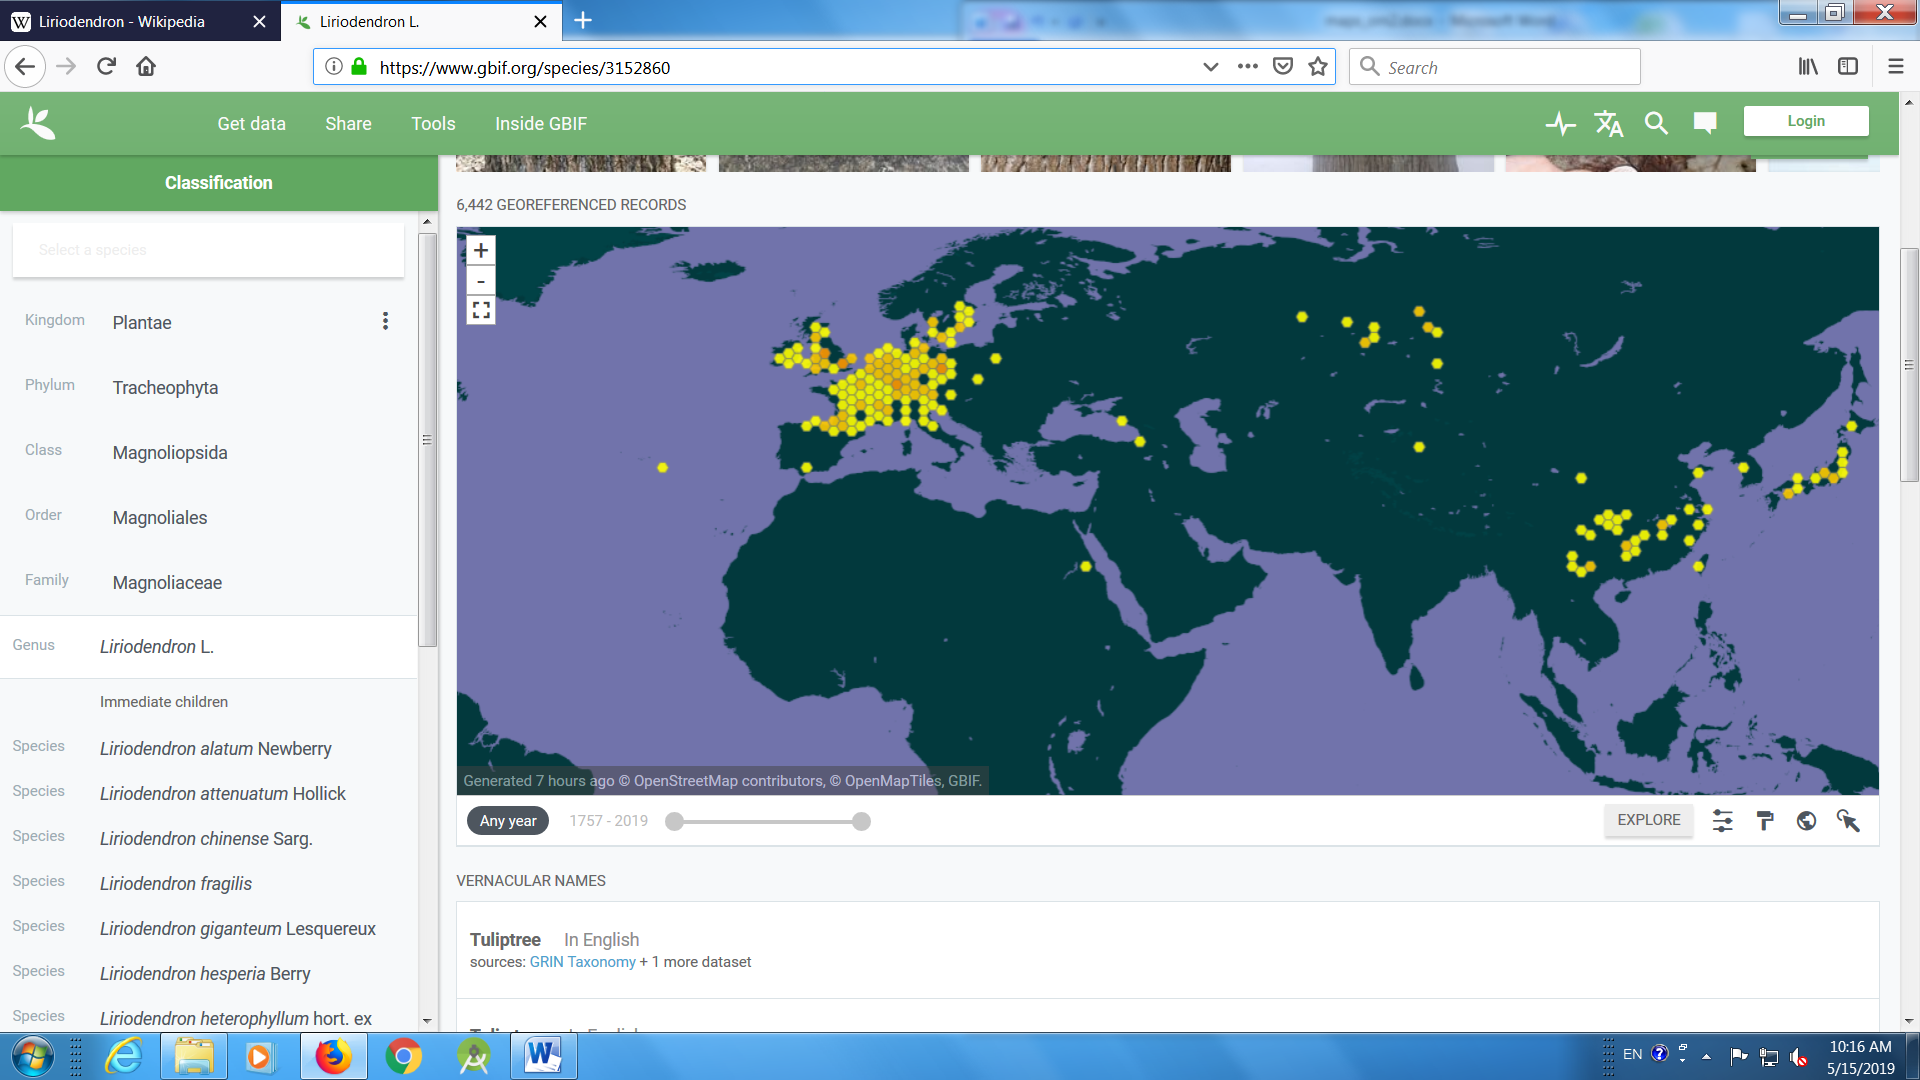 Liriodendron - Wikipedia
Liriodendron L.
https://www.gbif.org/species/3152860
Search
Get data
Share
Tools
Inside GBIF
Login
Classification
Select a species
Kingdom Plantae
Phylum Tracheophyta
Class Magnoliopsida
Order Magnoliales
Family Magnoliaceae
Genus Liriodendron L.
Immediate children
Species Liriodendron alatum Newberry
Species Liriodendron attenuatum Hollick
Species Liriodendron chinense Sarg.
Species Liriodendron fragilis
Species Liriodendron giganteum Lesquereux
Species Liriodendron hesperia Berry
Species Liriodendron heterophyllum hort. ex
6,442 GEOREFERENCED RECORDS
+
-
Generated 7 hours ago © OpenStreetMap contributors, © OpenMapTiles, GBIF.
Any year 1757 - 2019
EXPLORE
VERNACULAR NAMES
Tuliptree In English
sources: GRIN Taxonomy + 1 more dataset
EN
10:16 AM
5/15/2019